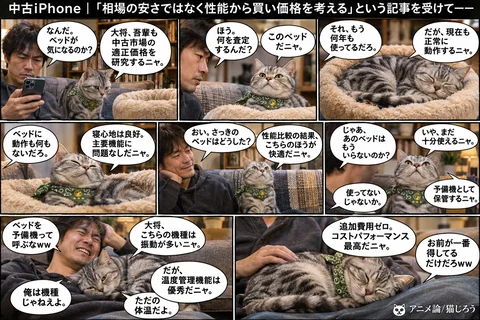 中古iPhone｜「相場の安さではなく性能から買い価格を考える」という記事を受けて――
なんだ。
ベッドが
気になるのか?
大将、吾輩も
中古市場の
適正価格を
研究するニャ。
ほう。
何を査定
するんだ?
このベッド
だニャ。
それ、もう
何年も
使ってるだろ。
だが、現在も
正常に
動作するニャ。
ベッドに
動作も何も
ないだろ。
寝心地は良好。
主要機能に
問題なしだニャ。
おい、さっきの
ベッドはどうした?
性能比較の結果、
こちらのほうが
快適だニャ。
じゃあ、
あのベッドは
もう
いらないのか?
いや、まだ
十分使えるニャ。
使ってない
じゃないか。
予備機として
保管するニャ。
ベッドを
予備機って
呼ぶなww
大将、
こちらの機種は
振動が多いニャ。
俺は機種
じゃねえよ。
だが、
温度管理機能は
優秀だニャ。
ただの
体温だよ。
追加費用ゼロ。
コストパフォーマンス
最高だニャ。
お前が一番
得してる
だけだろww
アニメ論/猫じろう